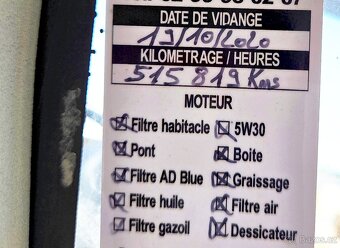 DATE DE VIDANGE
19/10/2020
KILOMETRAGE / HEURES
515 819 Kms
MOTEUR
Filtre habitacle 5W30
Pont Boite
Filtre AD Blue Graissage
Filtre huile Filtre air
Filtre gazoil Dessicateur